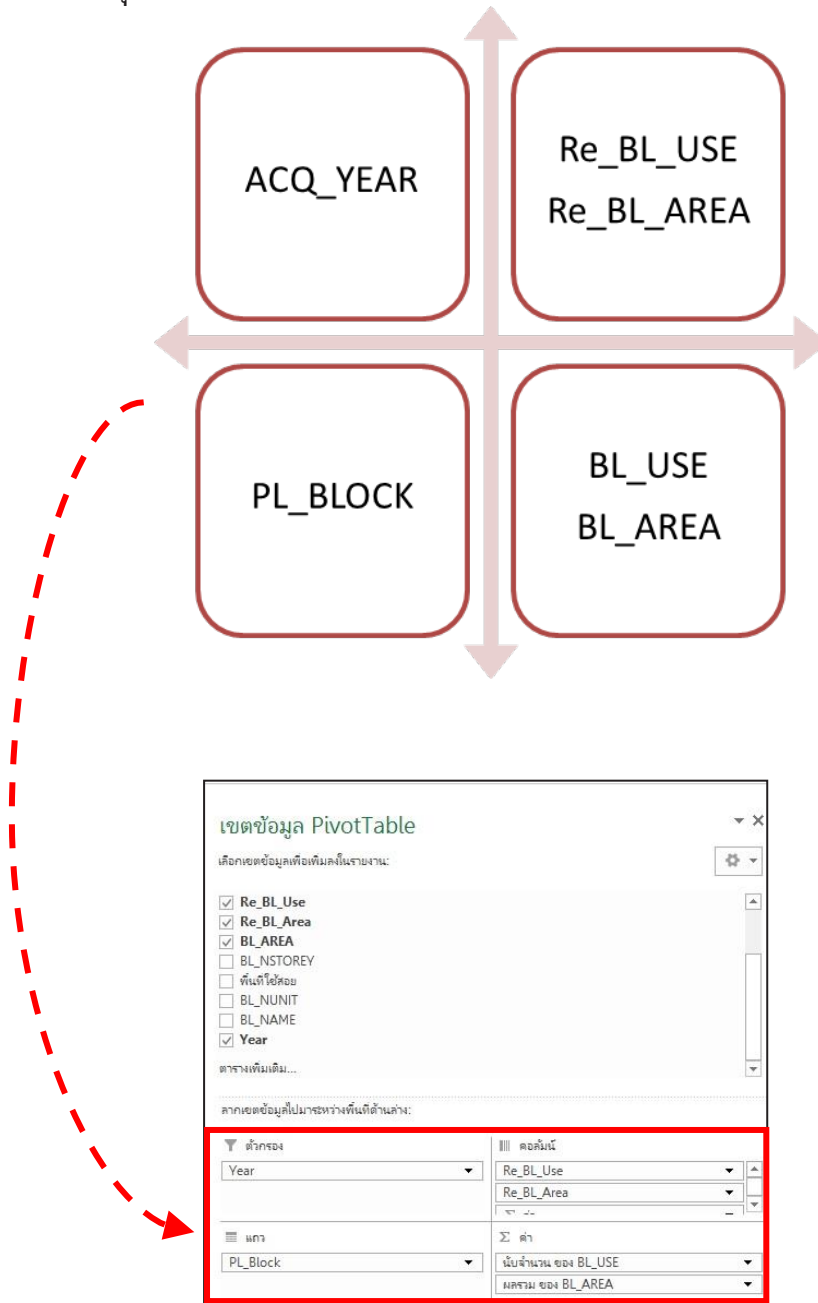 ACQ_YEAR
Re_BL_USE
Re_BL_AREA
PL_BLOCK
BL_USE
BL_AREA
เขตข้อมูล PivotTable
เลือกเขตข้อมูลเพื่อเพิ่มลงในรายงาน:
Re_BL_Use
Re_BL_Area
BL_AREA
BL_NSTOREY
พื้นที่ใช้สอย
BL_NUNIT
BL_NAME
Year
ตารางเพิ่มเติม...
ลากเขตข้อมูลไปมาระหว่างพื้นที่ด้านล่าง:
ตัวกรอง
Year
คอลัมน์
Re_BL_Use
Re_BL_Area
แถว
PL_Block
Σ ค่า
นับจำนวน ของ BL_USE
ผลรวม ของ BL_AREA